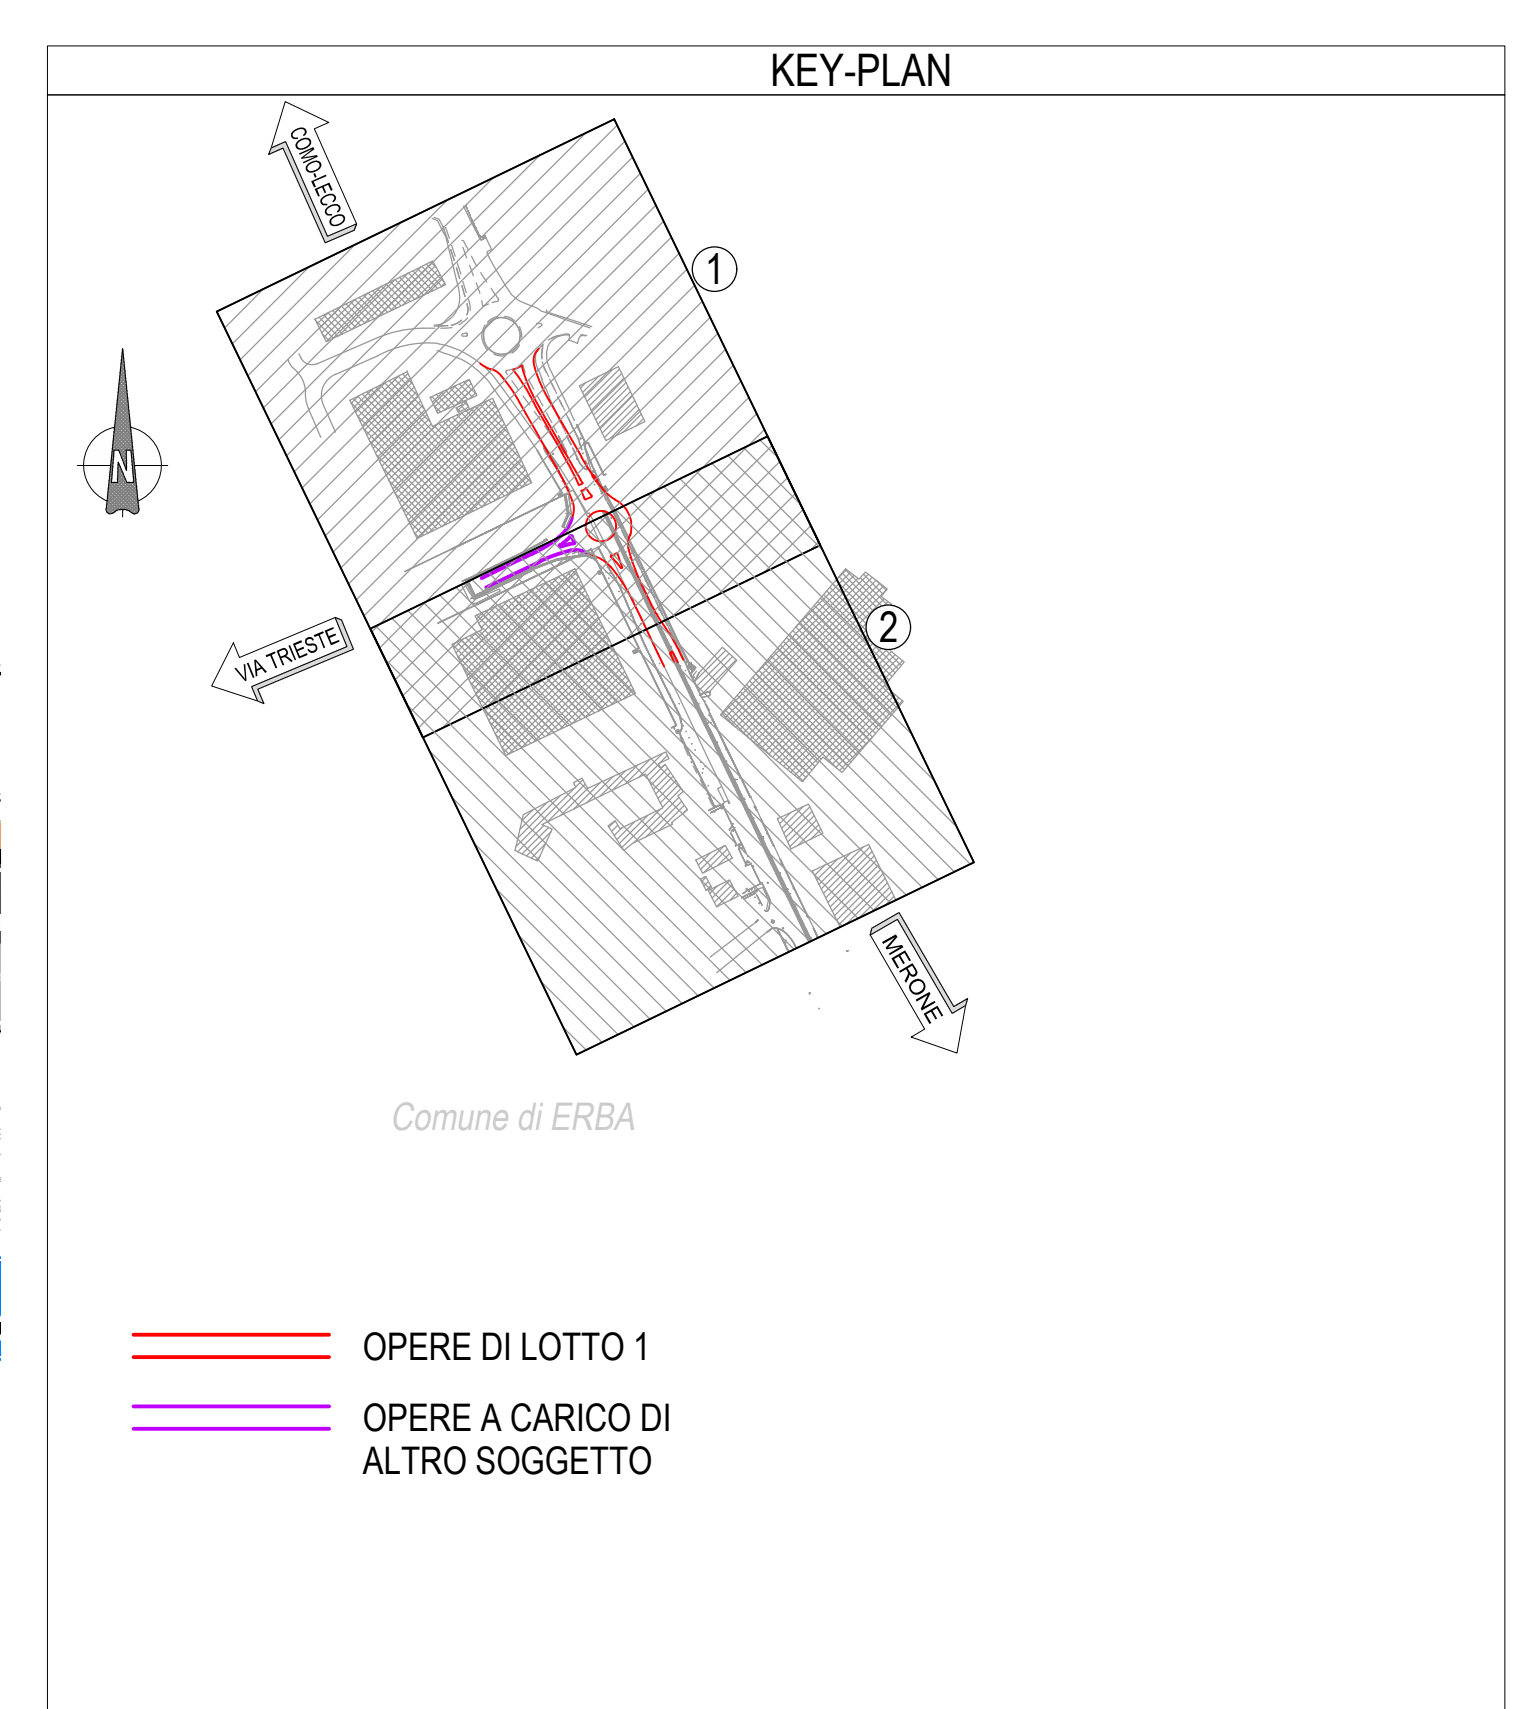 KEY-PLAN
COMO-LECCO
1
N
2
VIA TRIESTE
MERONE
Comune di ERBA
OPERE DI LOTTO 1
OPERE A CARICO DI
ALTRO SOGGETTO